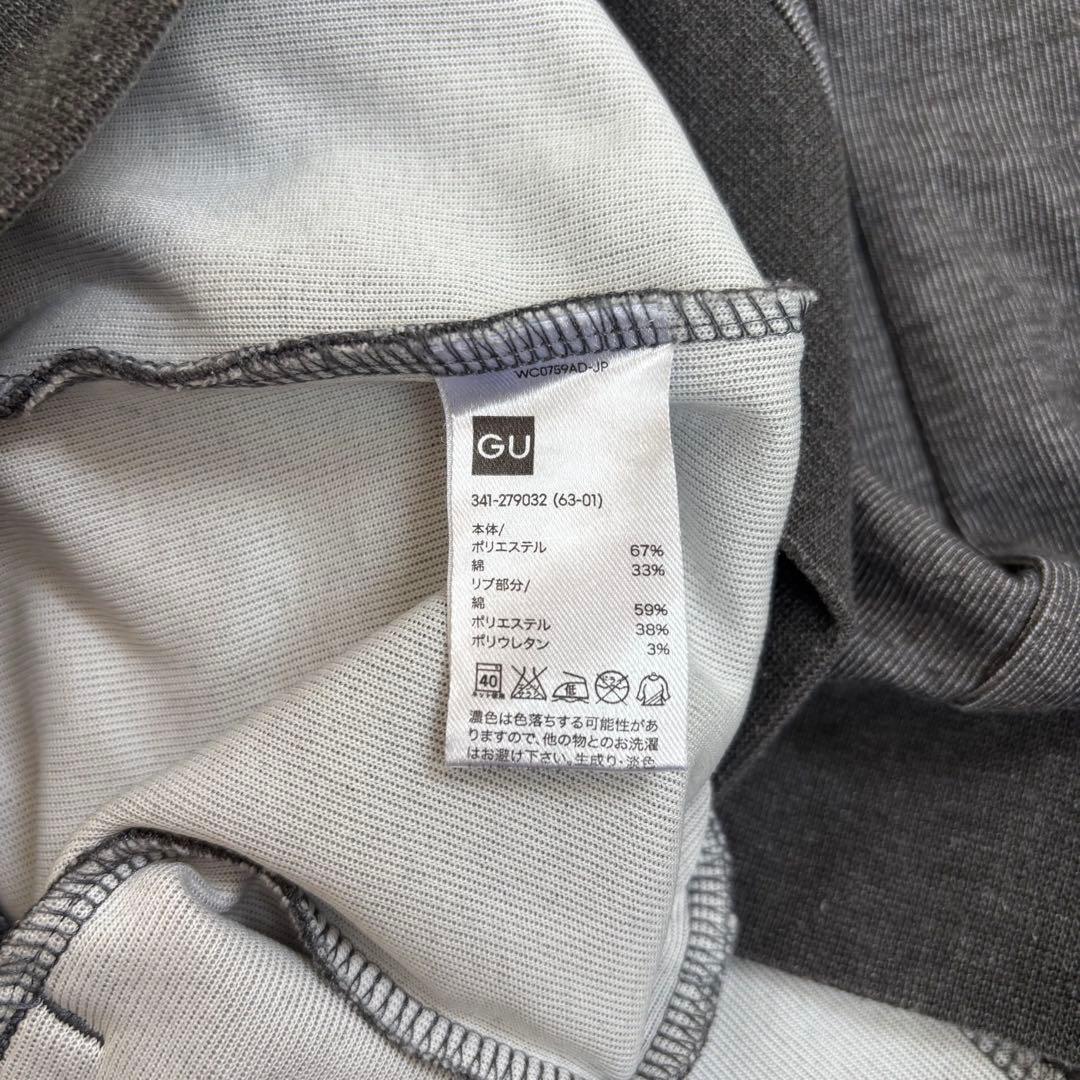 WC0759AD-JP
GU
341-279032 (63-01)
本体/
ポリエステル 67%
綿 33%
リブ部分/
綿 59%
ポリエステル 38%
ポリウレタン 3%
40 低
濃色は色落ちする可能性があ
りますので、他の物とのお洗濯
はお避け下さい。生成り・淡色